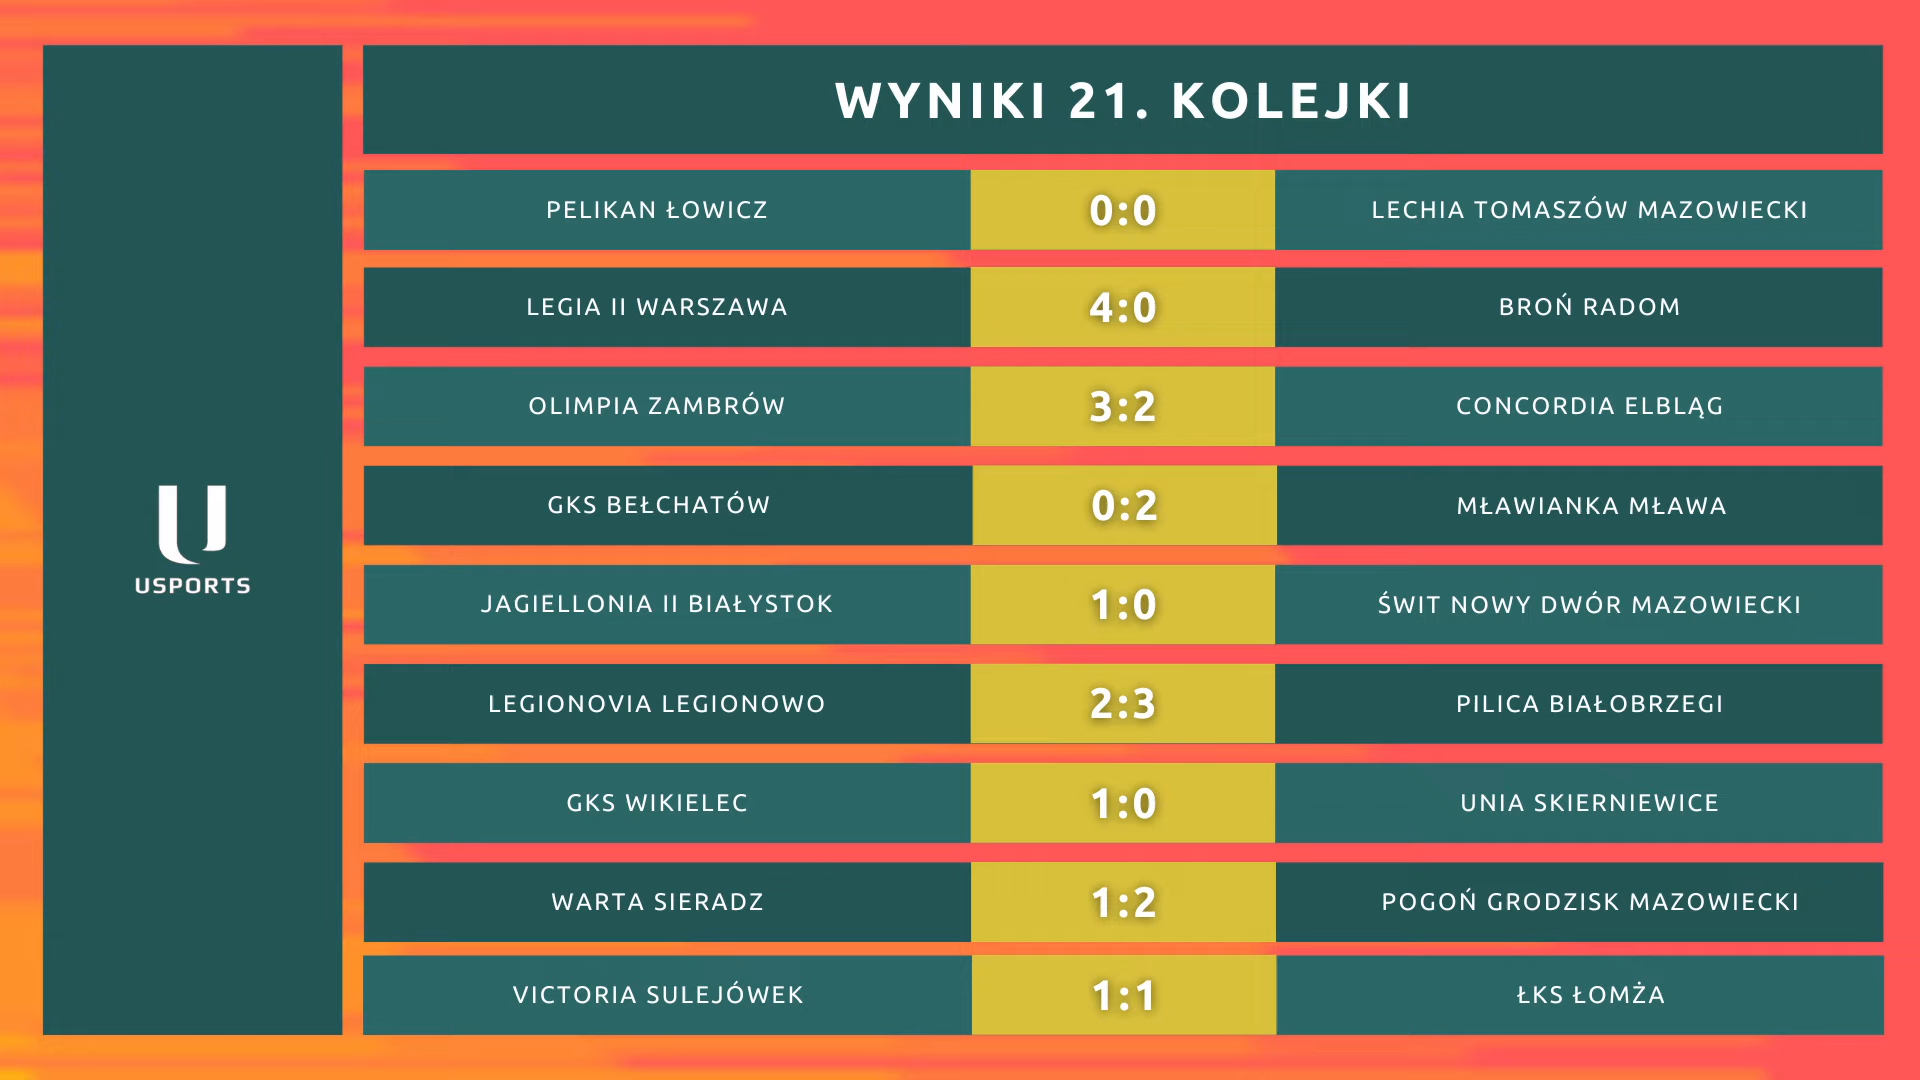 WYNIKI 21. KOLEJKI
PELIKAN ŁOWICZ 0:0 LECHIA TOMASZÓW MAZOWIECKI
LEGIA II WARSZAWA 4:0 BROŃ RADOM
OLIMPIA ZAMBRÓW 3:2 CONCORDIA ELBLĄG
GKS BEŁCHATÓW 0:2 MŁAWIANKA MŁAWA
JAGIELLONIA II BIAŁYSTOK 1:0 ŚWIT NOWY DWÓR MAZOWIECKI
LEGIONOVIA LEGIONOWO 2:3 PILICA BIAŁOBRZEGI
GKS WIKIELEC 1:0 UNIA SKIERNIEWICE
WARTA SIERADZ 1:2 POGOŃ GRODZISK MAZOWIECKI
VICTORIA SULEJÓWEK 1:1 ŁKS ŁOMŻA
U
USPORTS